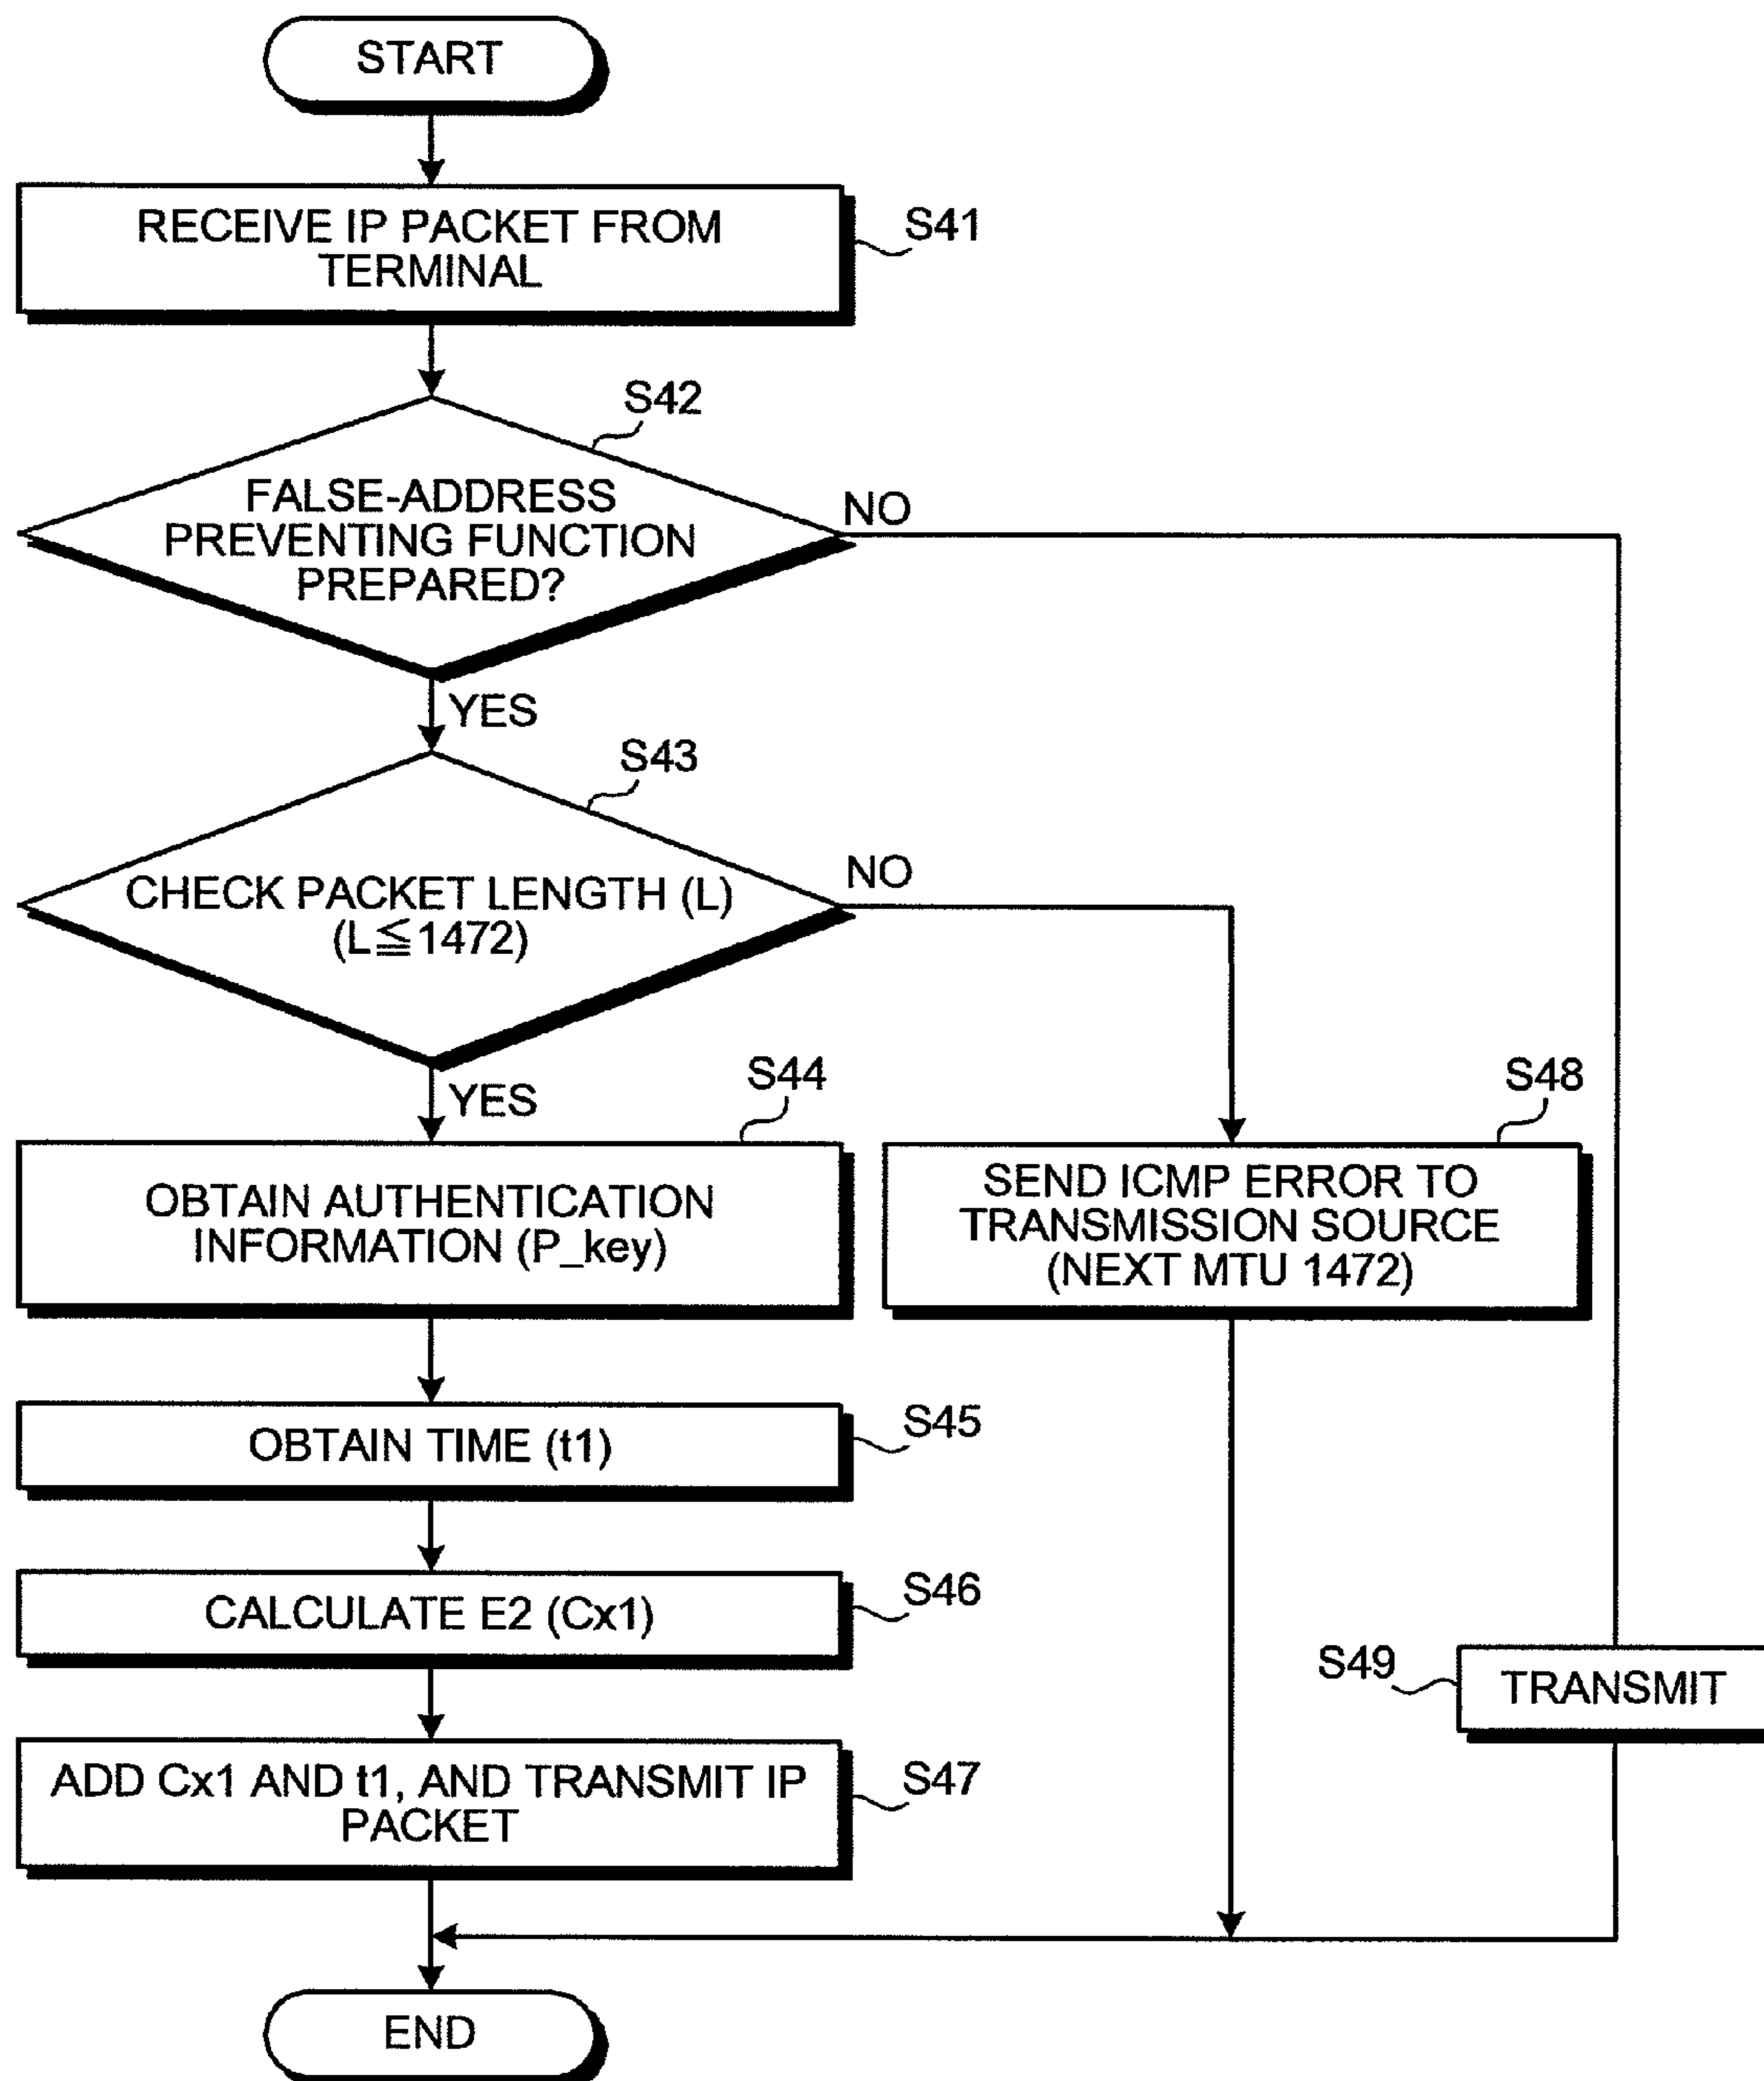 START
RECEIVE IP PACKET FROM
TERMINAL
S41
S42
FALSE-ADDRESS
PREVENTING FUNCTION
PREPARED?
NO
YES
S43
CHECK PACKET LENGTH (L)
(L≦1472)
NO
YES
S44
OBTAIN AUTHENTICATION
INFORMATION (P_key)
S48
SEND ICMP ERROR TO
TRANSMISSION SOURCE
(NEXT MTU 1472)
OBTAIN TIME (t1)
S45
CALCULATE E2 (Cx1)
S46
S49
TRANSMIT
ADD Cx1 AND t1, AND TRANSMIT IP
PACKET
S47
END